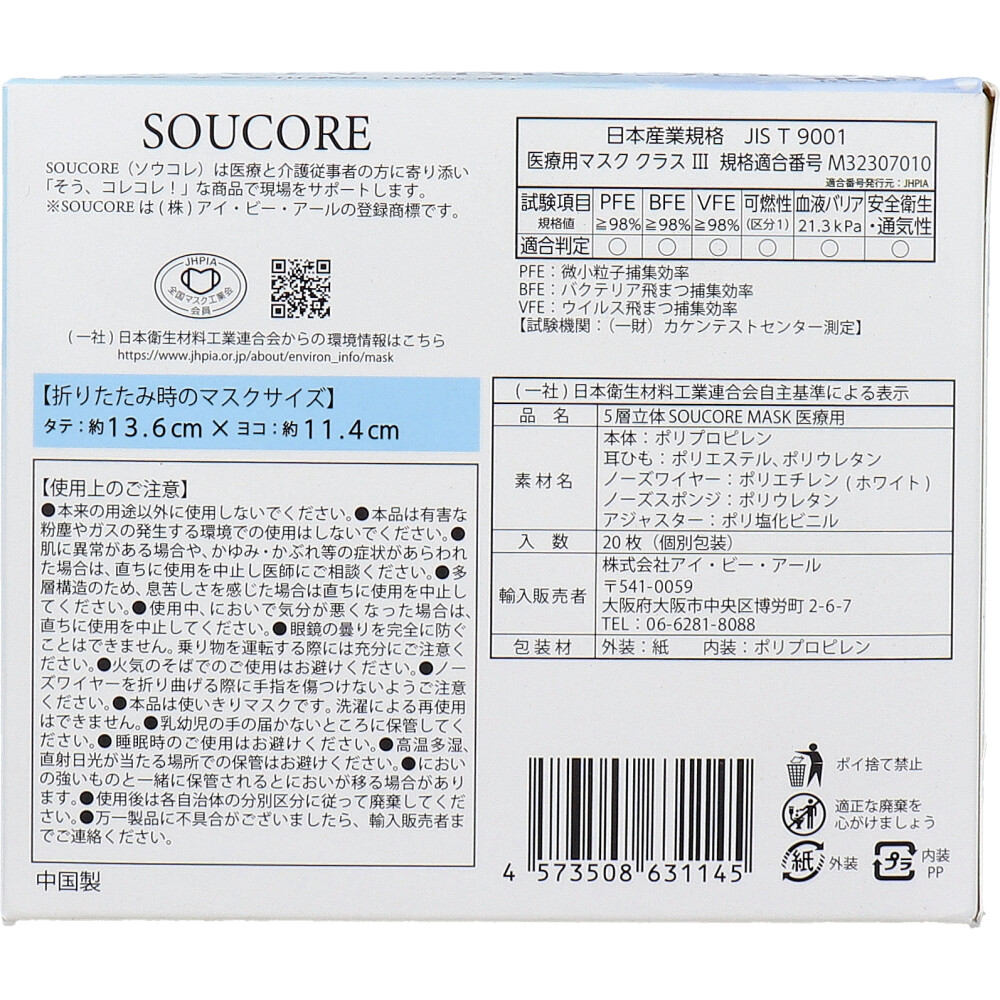 SOUCORE
SOUCORE(ソウコレ)は医療と介護従事者の方に寄り添い
「そう、コレコレ!」な商品で現場をサポートします。
※SOUCOREは(株)アイ・ビー・アールの登録商標です。
JHPIA
全国マスク工業会
会員
(一社)日本衛生材料工業連合会からの環境情報はこちら
https://www.jhpia.or.jp/about/environ_info/mask
【折りたたみ時のマスクサイズ】
タテ:約13.6cm×ヨコ:約11.4cm
【使用上のご注意】
●本来の用途以外に使用しないでください。●本品は有害な
粉塵やガスの発生する環境での使用はしないでください。●
肌に異常がある場合や、かゆみ・かぶれ等の症状があらわれ
た場合は、直ちに使用を中止し医師にご相談ください。●多
層構造のため、息苦しさを感じた場合は直ちに使用を中止し
てください。●使用中、においで気分が悪くなった場合は、
直ちに使用を中止してください。●眼鏡の曇りを完全に防ぐ
ことはできません。乗り物を運転する際には充分にご注意く
ださい。●火気のそばでのご使用はお避けください。●ノー
ズワイヤーを折り曲げる際に手指を傷つけないようご注意
ください。●本品は使いきりマスクです。洗濯による再使用
はできません。●乳幼児の手の届かないところに保管してく
ださい。●睡眠時のご使用はお避けください。●高温多湿、
直射日光が当たる場所での保管はお避けください。●におい
の強いものと一緒に保管されるとにおいが移る場合があり
ます。●使用後は各自治体の分別区分に従って廃棄してくだ
さい。●万一製品に不具合がございましたら、輸入販売者ま
でご連絡ください。
中国製
日本産業規格 JIS T 9001
医療用マスク クラス III 規格適合番号 M32307010
適合番号発行元:JHPIA
試験項目 PFE BFE VFE 可燃性 血液バリア 安全衛生
規格値 ≧98% ≧98% ≧98% (区分1) 21.3kPa ・通気性
適合判定 ○ ○ ○ ○ ○ ○
PFE:微小粒子捕集効率
BFE:バクテリア飛まつ捕集効率
VFE:ウイルス飛まつ捕集効率
【試験機関:(一財)カケンテストセンター測定】
(一社)日本衛生材料工業連合会自主基準による表示
品名 5層立体SOUCORE MASK 医療用
素材名 本体:ポリプロピレン
耳ひも:ポリエステル、ポリウレタン
ノーズワイヤー:ポリエチレン(ホワイト)
ノーズスポンジ:ポリウレタン
アジャスター:ポリ塩化ビニル
入数 20枚(個別包装)
輸入販売者 株式会社アイ・ビー・アール
〒541-0059
大阪府大阪市中央区博労町2-6-7
TEL:06-6281-8088
包装材 外装:紙 内装:ポリプロピレン
4 573508 631145
ポイ捨て禁止
適正な廃棄を
心がけましょう
紙 外装
プラ 内装
PP